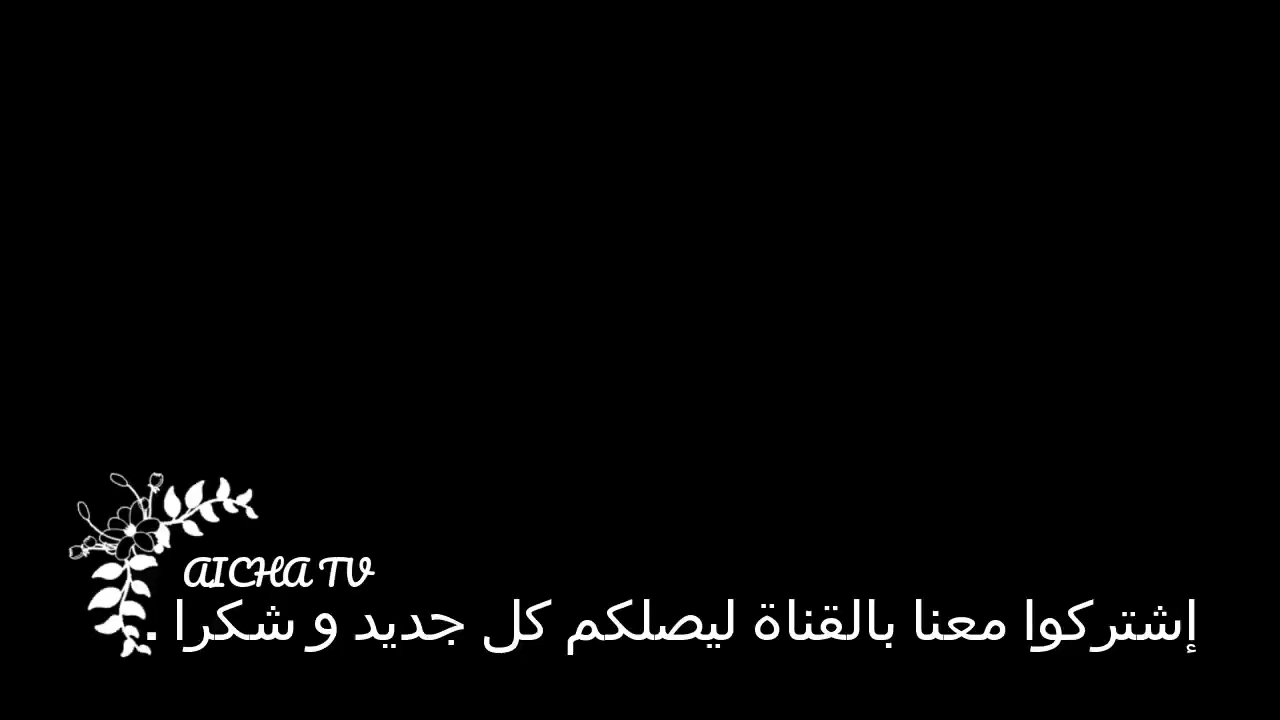 AICHA TV
إشتركوا معنا بالقناة ليصلكم كل جديد و شكرا .